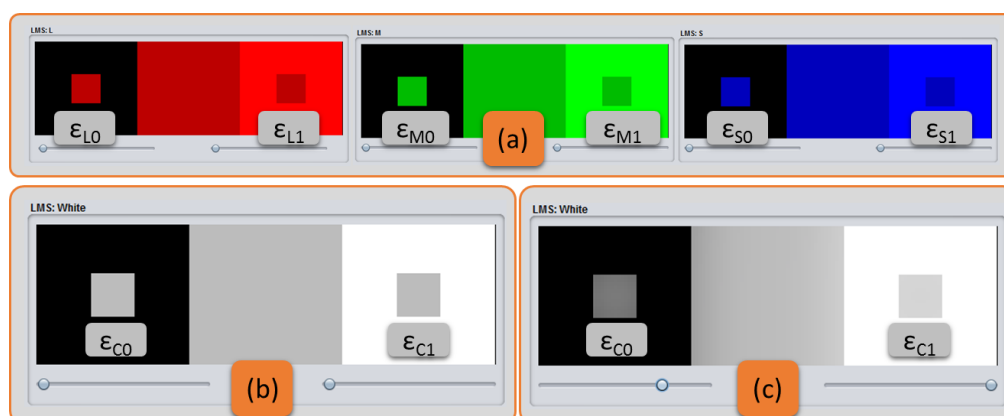 LMS: L
LMS: M
LMS: S
εL0
εL1
εM0
(a)
εM1
εS0
εS1
LMS: White
εC0
εC1
(b)
LMS: White
εC0
εC1
(c)